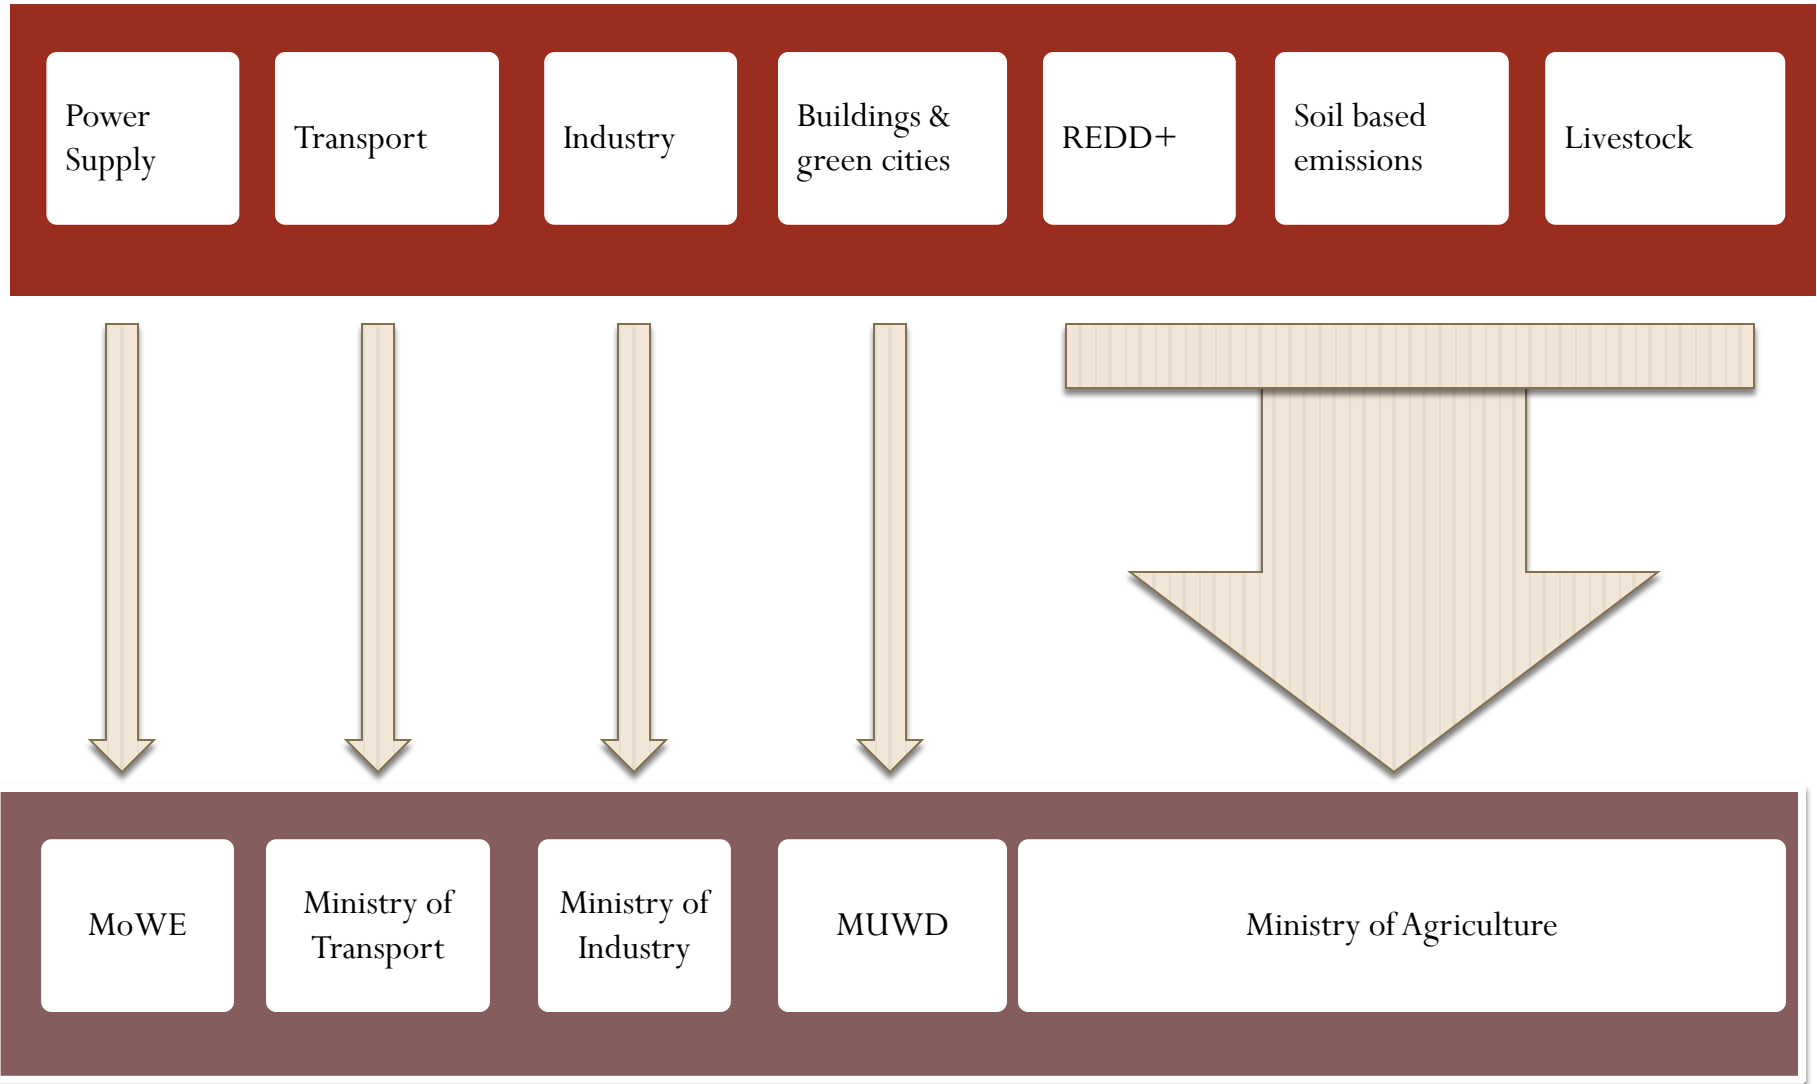 Power
Supply
Transport
Industry
Buildings &
green cities
REDD+
Soil based
emissions
Livestock
MoWE
Ministry of
Transport
Ministry of
Industry
MUWD
Ministry of Agriculture